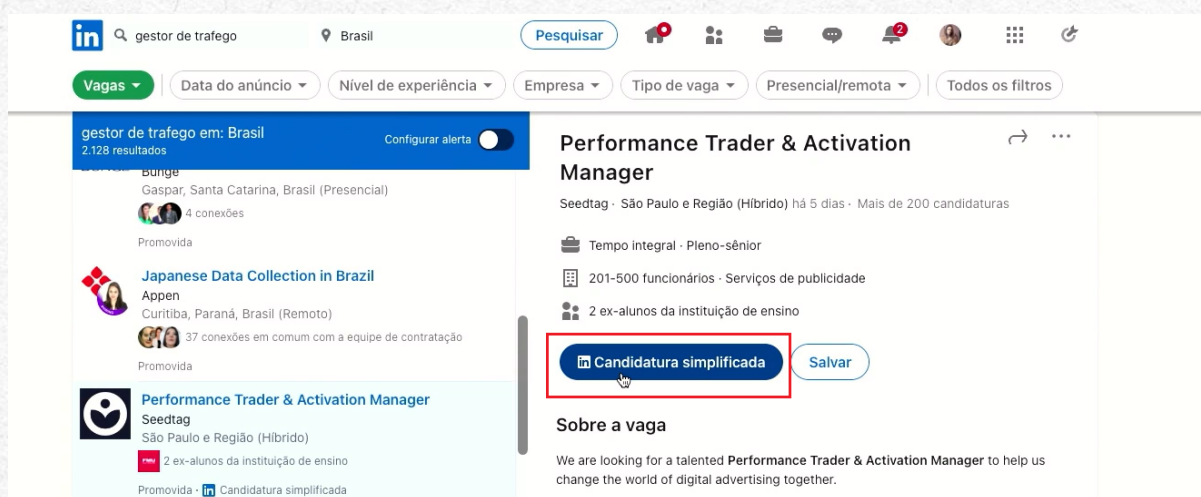 in gestor de trafego Brasil Pesquisar 2
Vagas Data do anúncio Nível de experiência Empresa Tipo de vaga Presencial/remota Todos os filtros
gestor de trafego em: Brasil
2.128 resultados
Configurar alerta
Bunge
Gaspar, Santa Catarina, Brasil (Presencial)
4 conexões
Promovida
Japanese Data Collection in Brazil
Appen
Curitiba, Paraná, Brasil (Remoto)
37 conexões em comum com a equipe de contratação
Promovida
Performance Trader & Activation Manager
Seedtag
São Paulo e Região (Híbrido)
2 ex-alunos da instituição de ensino
Promovida · in Candidatura simplificada
Performance Trader & Activation
Manager
Seedtag · São Paulo e Região (Híbrido) há 5 dias · Mais de 200 candidaturas
Tempo integral · Pleno-sênior
201-500 funcionários · Serviços de publicidade
2 ex-alunos da instituição de ensino
in Candidatura simplificada Salvar
Sobre a vaga
We are looking for a talented Performance Trader & Activation Manager to help us
change the world of digital advertising together.